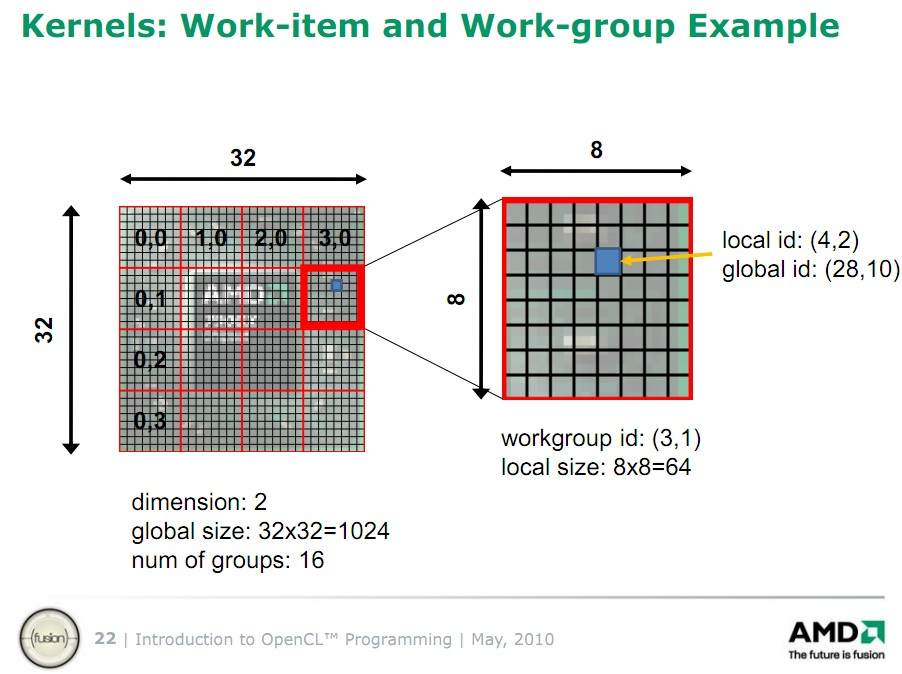 Kernels: Work-item and Work-group Example
32
8
32
0,0 1,0 2,0 3,0
0,1
0,2
0,3
AMD
8
local id: (4,2)
global id: (28,10)
workgroup id: (3,1)
local size: 8x8=64
dimension: 2
global size: 32x32=1024
num of groups: 16
{fusion}
22 | Introduction to OpenCL™ Programming | May, 2010
AMD
The future is fusion